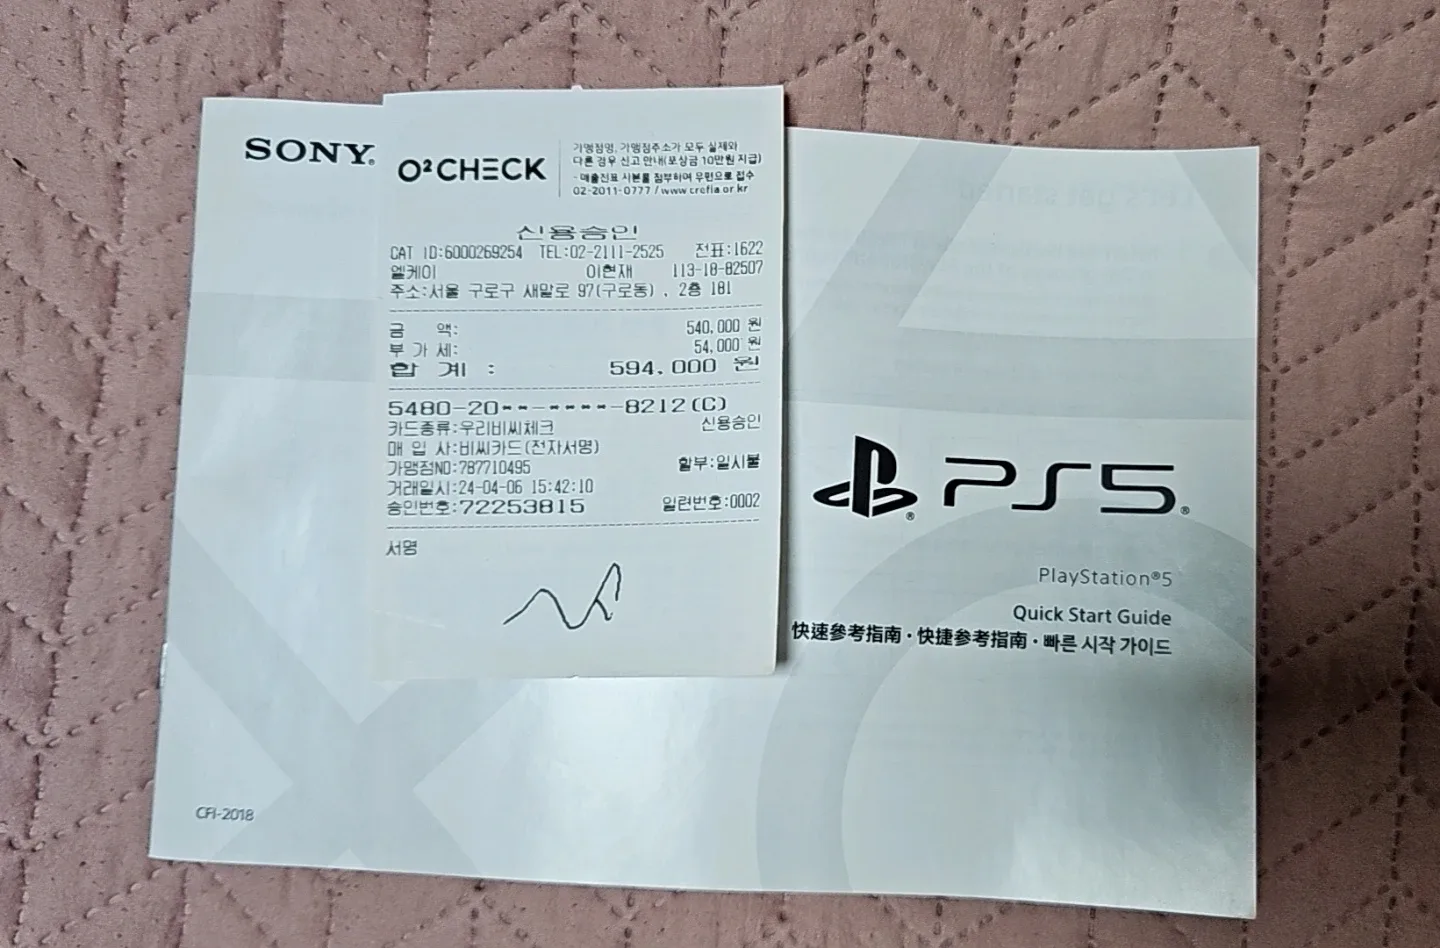 SONY®
O²CHECK
가맹점명, 가맹점주소가 모두 실제와
다른 경우 신고 안내(포상금 10만원 지급)
- 매출전표 사본를 첨부하여 우편으로 접수
02-2011-0777 / www.crefia.or.kr
신용승인
CAT ID:6000269254 TEL:02-2111-2525 전표:1622
엘케이 이현재 113-18-82507
주소:서울 구로구 새말로 97(구로동) , 2층 181
금 액: 540,000 원
부 가 세: 54,000 원
합 계 : 594,000 원
5480-20**-****-8212(C)
카드종류:우리비씨체크 신용승인
매 입 사:비씨카드(전자서명)
가맹점NO:787710495 할부:일시불
거래일시:24-04-06 15:42:10
승인번호:72253815 일련번호:0002
서명
PS5®
PlayStation®5
Quick Start Guide
快速參考指南・快捷参考指南・빠른 시작 가이드
CFI-2018